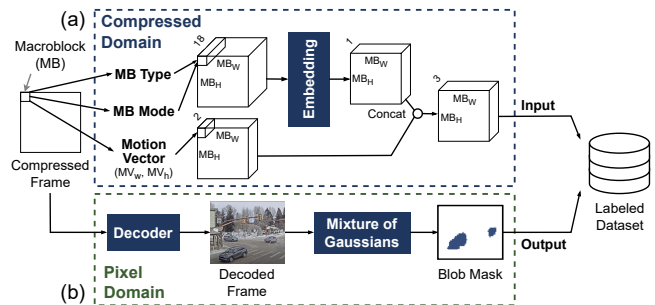 (a)
Compressed
Domain
Macroblock
(MB)
MB Type
MB Mode
Motion
Vector
(MVw, MVh)
18
MBW
MBH
Embedding
1
MBW
MBH
2
MBW
MBH
Concat
3
MBW
MBH
Input
Compressed
Frame
Labeled
Dataset
Decoder
Decoded
Frame
Mixture of
Gaussians
Blob Mask
Output
(b)
Pixel
Domain